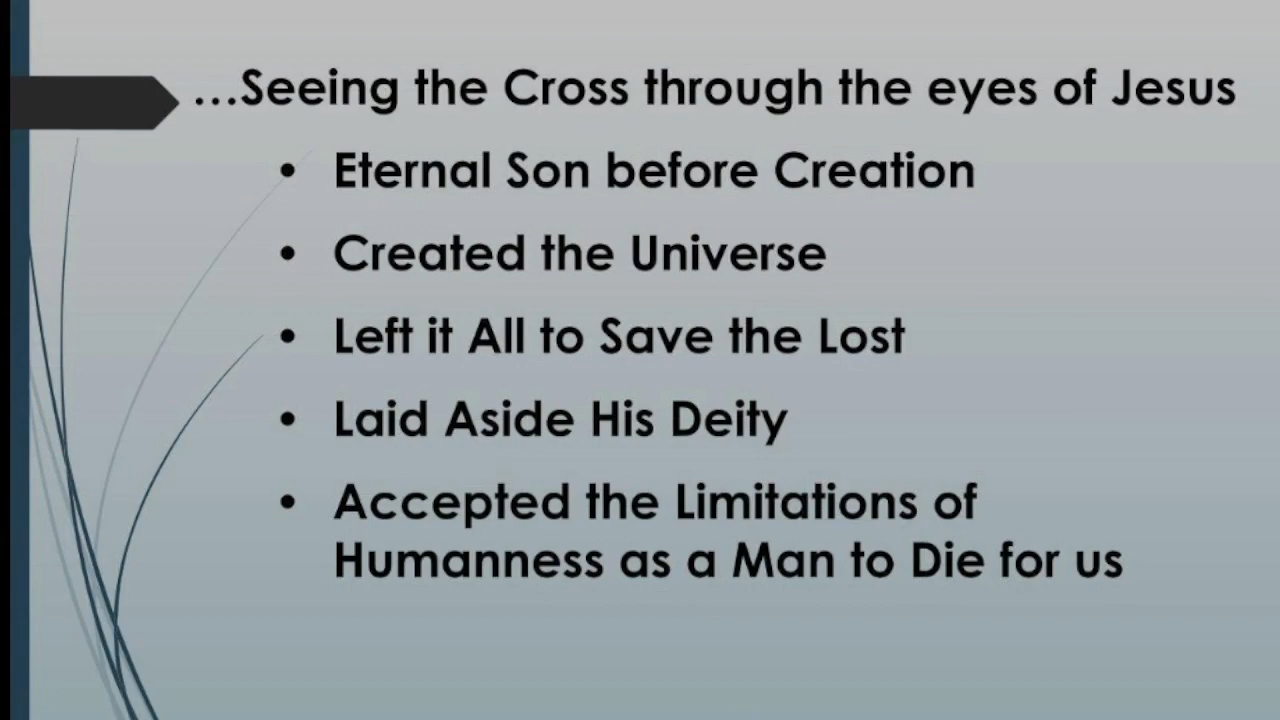 ...Seeing the Cross through the eyes of Jesus
• Eternal Son before Creation
• Created the Universe
• Left it All to Save the Lost
• Laid Aside His Deity
• Accepted the Limitations of
Humanness as a Man to Die for us